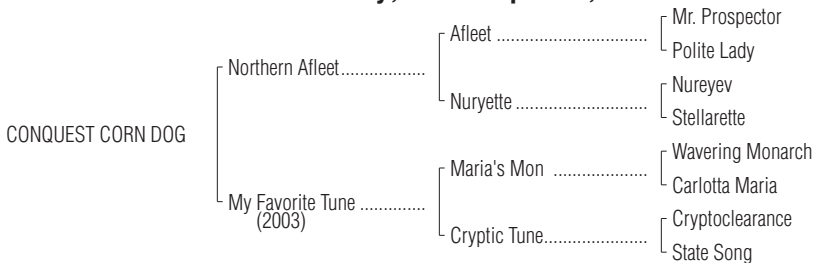 Mr. Prospector
Afleet
Polite Lady
Northern Afleet
Nureyev
Nuryette
Stellarette
CONQUEST CORN DOG
Wavering Monarch
Maria's Mon
Carlotta Maria
My Favorite Tune
(2003)
Cryptoclearance
Cryptic Tune
State Song